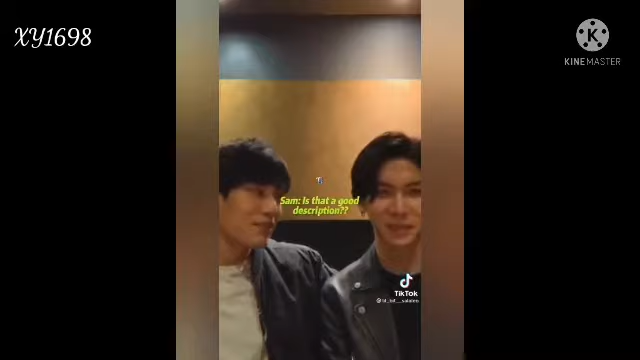 XY1698
KINEMASTER
Sam: Is that a good
description??
TikTok